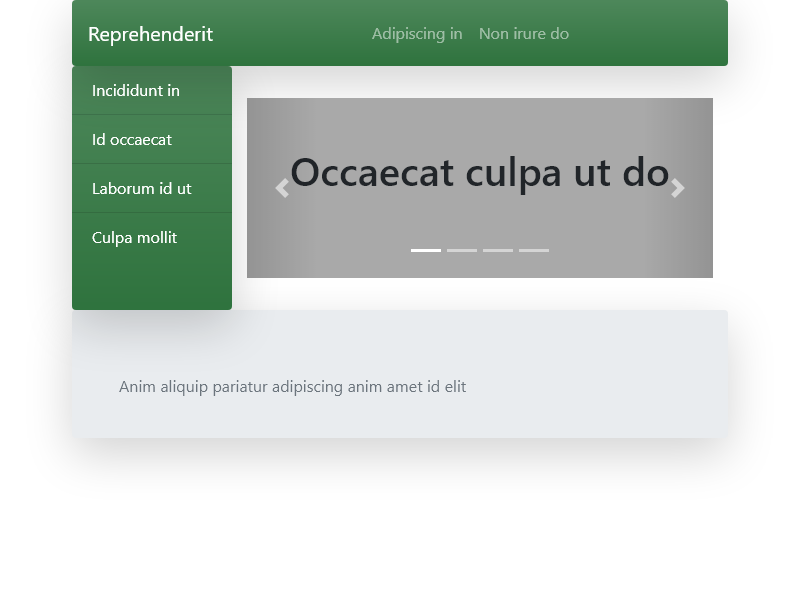 Reprehenderit
Adipiscing in
Non irure do
Incididunt in
Id occaecat
Laborum id ut
Culpa mollit
Occaecat culpa ut do
Anim aliquip pariatur adipiscing anim amet id elit